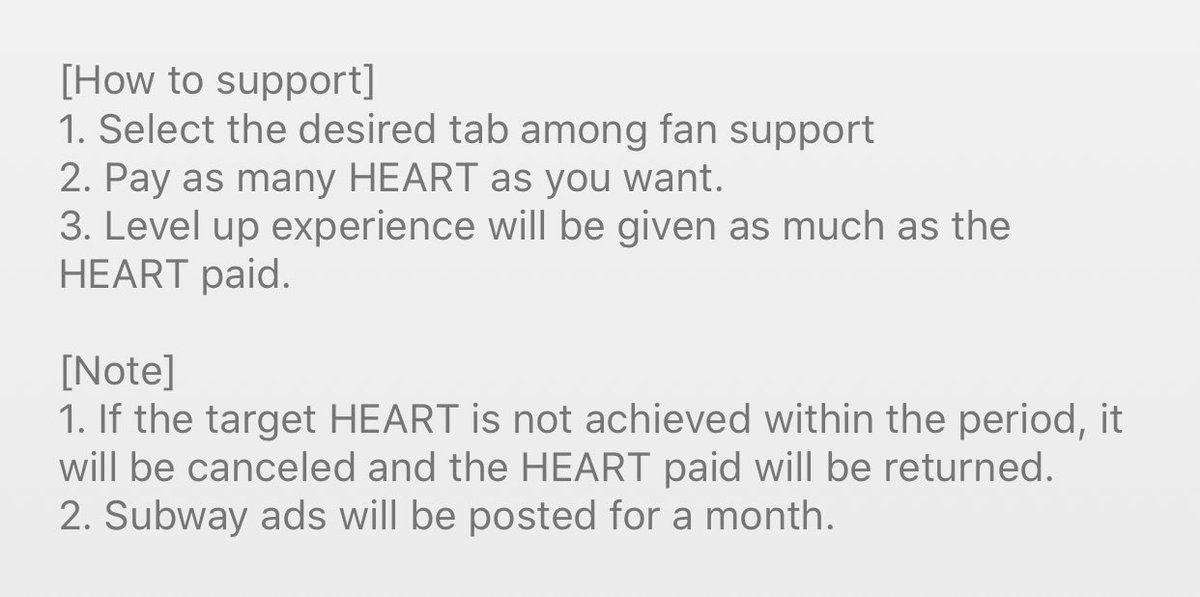 [How to support]
1. Select the desired tab among fan support
2. Pay as many HEART as you want.
3. Level up experience will be given as much as the
HEART paid.
[Note]
1. If the target HEART is not achieved within the period, it
will be canceled and the HEART paid will be returned.
2. Subway ads will be posted for a month.